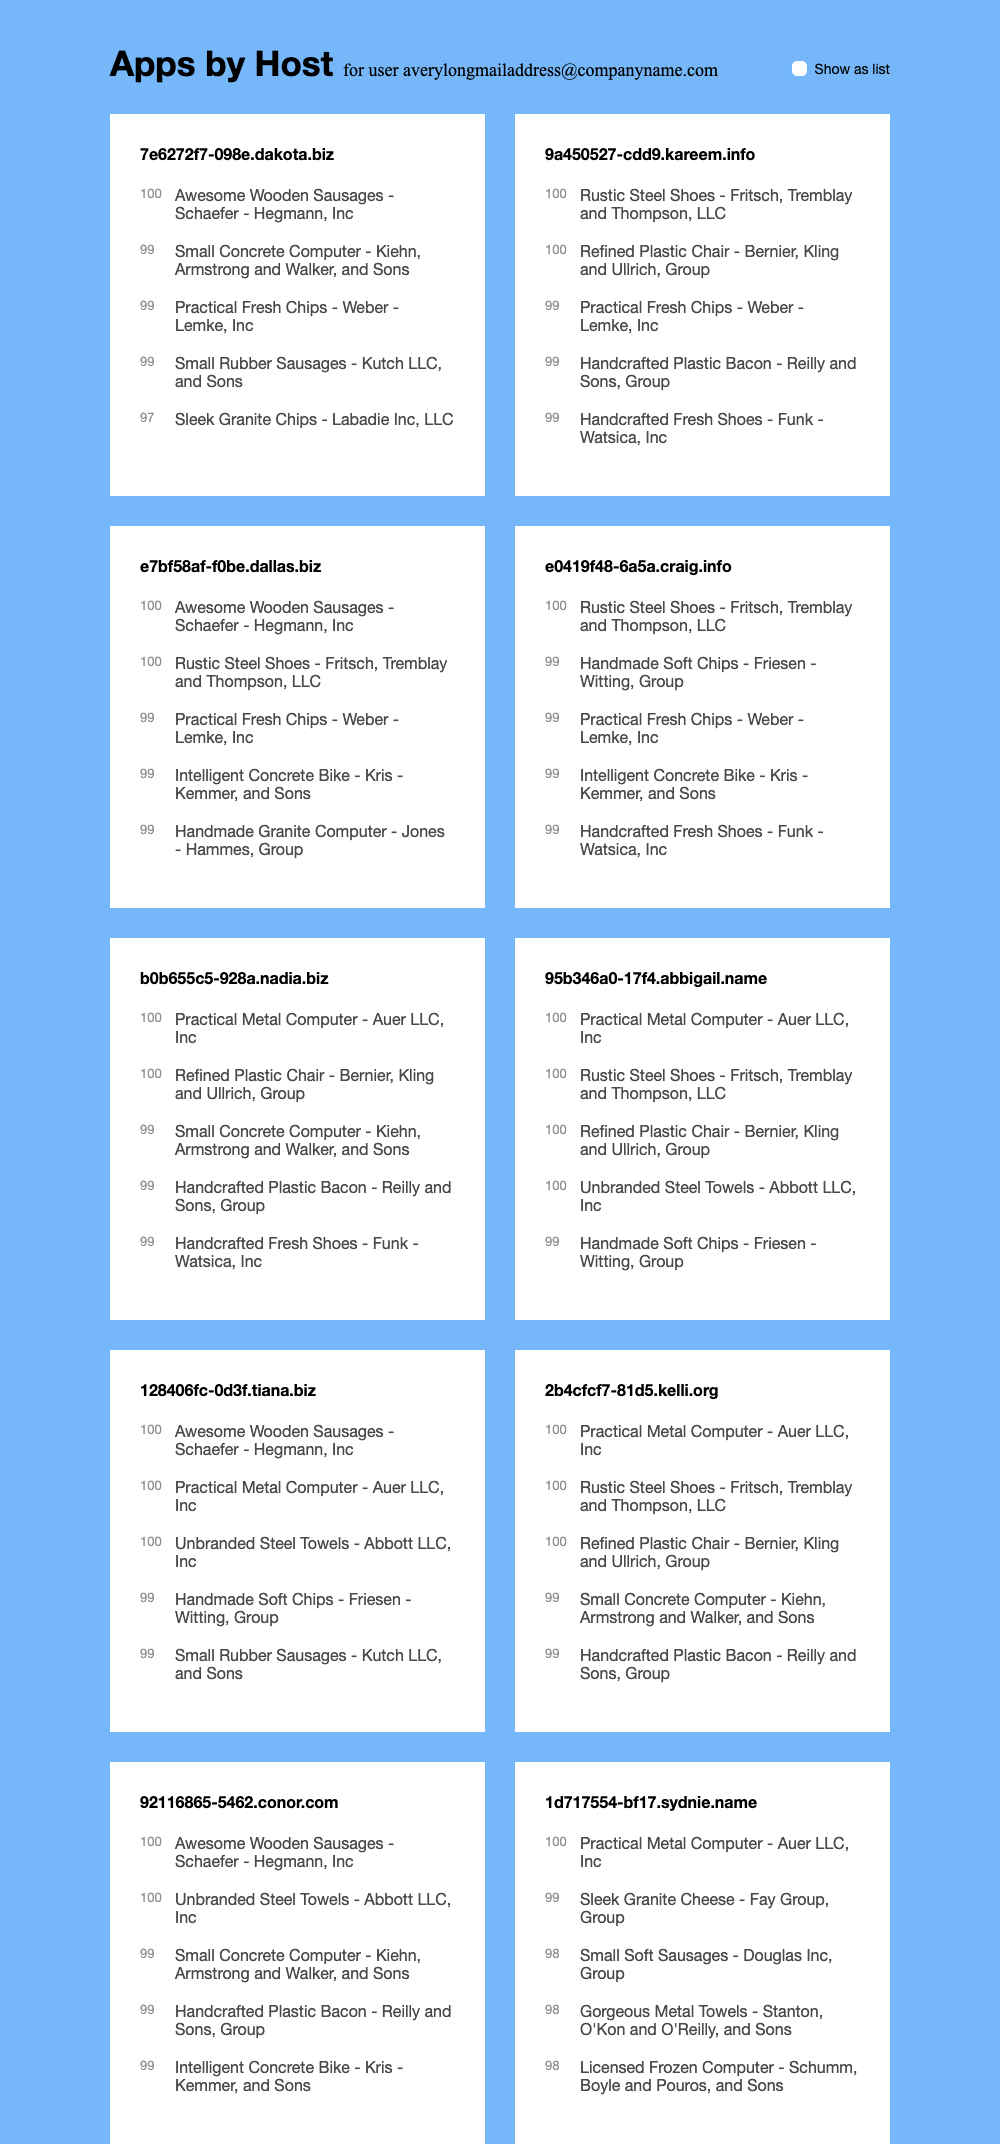 Apps by Host for user averylongmailaddress@companyname.com
Show as list
7e6272f7-098e.dakota.biz
100 Awesome Wooden Sausages -
Schaefer - Hegmann, Inc
99 Small Concrete Computer - Kiehn,
Armstrong and Walker, and Sons
99 Practical Fresh Chips - Weber -
Lemke, Inc
99 Small Rubber Sausages - Kutch LLC,
and Sons
97 Sleek Granite Chips - Labadie Inc, LLC
9a450527-cdd9.kareem.info
100 Rustic Steel Shoes - Fritsch, Tremblay
and Thompson, LLC
100 Refined Plastic Chair - Bernier, Kling
and Ullrich, Group
99 Practical Fresh Chips - Weber -
Lemke, Inc
99 Handcrafted Plastic Bacon - Reilly and
Sons, Group
99 Handcrafted Fresh Shoes - Funk -
Watsica, Inc
e7bf58af-f0be.dallas.biz
100 Awesome Wooden Sausages -
Schaefer - Hegmann, Inc
100 Rustic Steel Shoes - Fritsch, Tremblay
and Thompson, LLC
99 Practical Fresh Chips - Weber -
Lemke, Inc
99 Intelligent Concrete Bike - Kris -
Kemmer, and Sons
99 Handmade Granite Computer - Jones
- Hammes, Group
e0419f48-6a5a.craig.info
100 Rustic Steel Shoes - Fritsch, Tremblay
and Thompson, LLC
99 Handmade Soft Chips - Friesen -
Witting, Group
99 Practical Fresh Chips - Weber -
Lemke, Inc
99 Intelligent Concrete Bike - Kris -
Kemmer, and Sons
99 Handcrafted Fresh Shoes - Funk -
Watsica, Inc
b0b655c5-928a.nadia.biz
100 Practical Metal Computer - Auer LLC,
Inc
100 Refined Plastic Chair - Bernier, Kling
and Ullrich, Group
99 Small Concrete Computer - Kiehn,
Armstrong and Walker, and Sons
99 Handcrafted Plastic Bacon - Reilly and
Sons, Group
99 Handcrafted Fresh Shoes - Funk -
Watsica, Inc
95b346a0-17f4.abbigail.name
100 Practical Metal Computer - Auer LLC,
Inc
100 Rustic Steel Shoes - Fritsch, Tremblay
and Thompson, LLC
100 Refined Plastic Chair - Bernier, Kling
and Ullrich, Group
100 Unbranded Steel Towels - Abbott LLC,
Inc
99 Handmade Soft Chips - Friesen -
Witting, Group
128406fc-0d3f.tiana.biz
100 Awesome Wooden Sausages -
Schaefer - Hegmann, Inc
100 Practical Metal Computer - Auer LLC,
Inc
100 Unbranded Steel Towels - Abbott LLC,
Inc
99 Handmade Soft Chips - Friesen -
Witting, Group
99 Small Rubber Sausages - Kutch LLC,
and Sons
2b4cfcf7-81d5.kelli.org
100 Practical Metal Computer - Auer LLC,
Inc
100 Rustic Steel Shoes - Fritsch, Tremblay
and Thompson, LLC
100 Refined Plastic Chair - Bernier, Kling
and Ullrich, Group
99 Small Concrete Computer - Kiehn,
Armstrong and Walker, and Sons
99 Handcrafted Plastic Bacon - Reilly and
Sons, Group
92116865-5462.conor.com
100 Awesome Wooden Sausages -
Schaefer - Hegmann, Inc
100 Unbranded Steel Towels - Abbott LLC,
Inc
99 Small Concrete Computer - Kiehn,
Armstrong and Walker, and Sons
99 Handcrafted Plastic Bacon - Reilly and
Sons, Group
99 Intelligent Concrete Bike - Kris -
Kemmer, and Sons
1d717554-bf17.sydnie.name
100 Practical Metal Computer - Auer LLC,
Inc
99 Sleek Granite Cheese - Fay Group,
Group
98 Small Soft Sausages - Douglas Inc,
Group
98 Gorgeous Metal Towels - Stanton,
O'Kon and O'Reilly, and Sons
98 Licensed Frozen Computer - Schumm,
Boyle and Pouros, and Sons